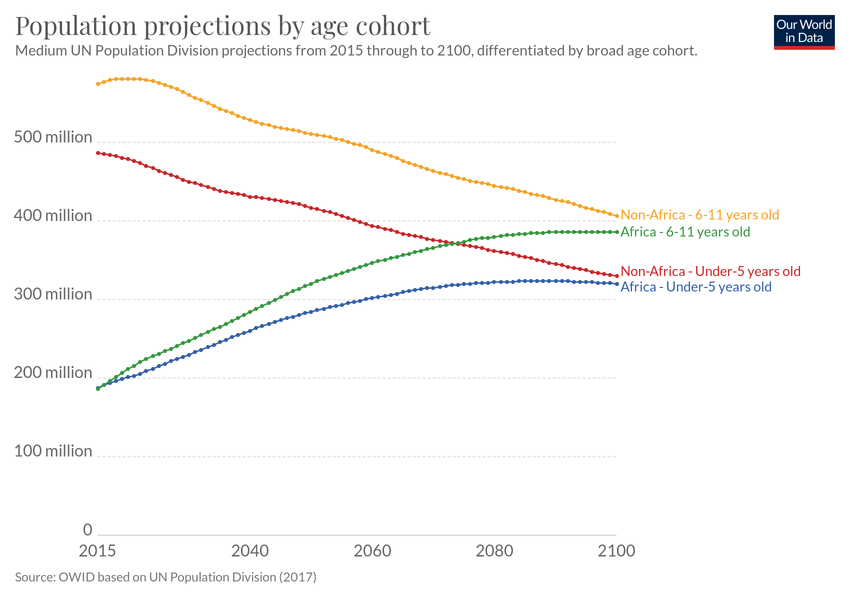 Population projections by age cohort
Medium UN Population Division projections from 2015 through to 2100, differentiated by broad age cohort.
Our World
in Data
500 million
400 million
300 million
200 million
100 million
0
Non-Africa - 6-11 years old
Africa - 6-11 years old
Non-Africa - Under-5 years old
Africa - Under-5 years old
2015
2040
2060
2080
2100
Source: OWID based on UN Population Division (2017)